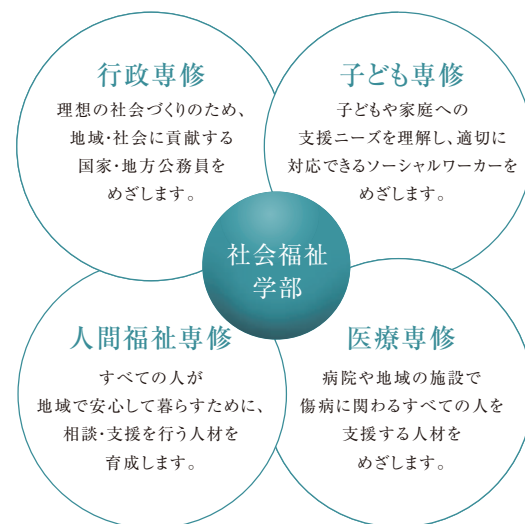 行政専修
理想の社会づくりのため、
地域・社会に貢献する
国家・地方公務員を
めざします。
子ども専修
子どもや家庭への
支援ニーズを理解し、適切に
対応できるソーシャルワーカーを
めざします。
社会福祉
学部
人間福祉専修
すべての人が
地域で安心して暮らすために、
相談・支援を行う人材を
育成します。
医療専修
病院や地域の施設で
傷病に関わるすべての人を
支援する人材を
めざします。